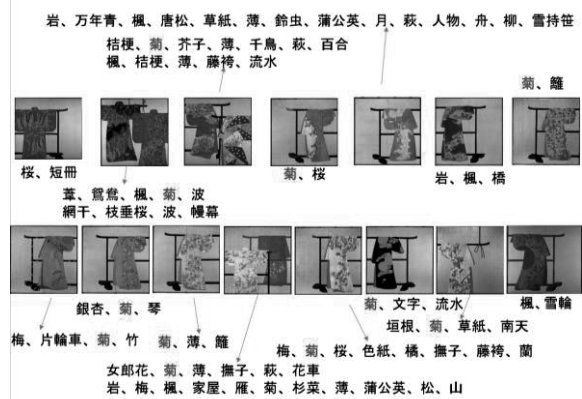 岩、万年青、楓、唐松、草紙、薄、鈴虫、蒲公英、月、萩、人物、舟、柳、雪持笹
桔梗、菊、芥子、薄、千鳥、萩、百合
楓、桔梗、薄、藤袴、流水
菊、籬
桜、短冊
菊、桜
岩、楓、橋
葦、鴛鴦、楓、菊、波
網干、枝垂桜、波、幔幕
銀杏、菊、琴
菊、文字、流水
楓、雪輪
垣根、菊、草紙、南天
梅、片輪車、菊、竹
菊、薄、籬
梅、菊、桜、色紙、橘、撫子、藤袴、蘭
女郎花、菊、薄、撫子、萩、花車
岩、梅、楓、家屋、雁、菊、杉菜、薄、蒲公英、松、山